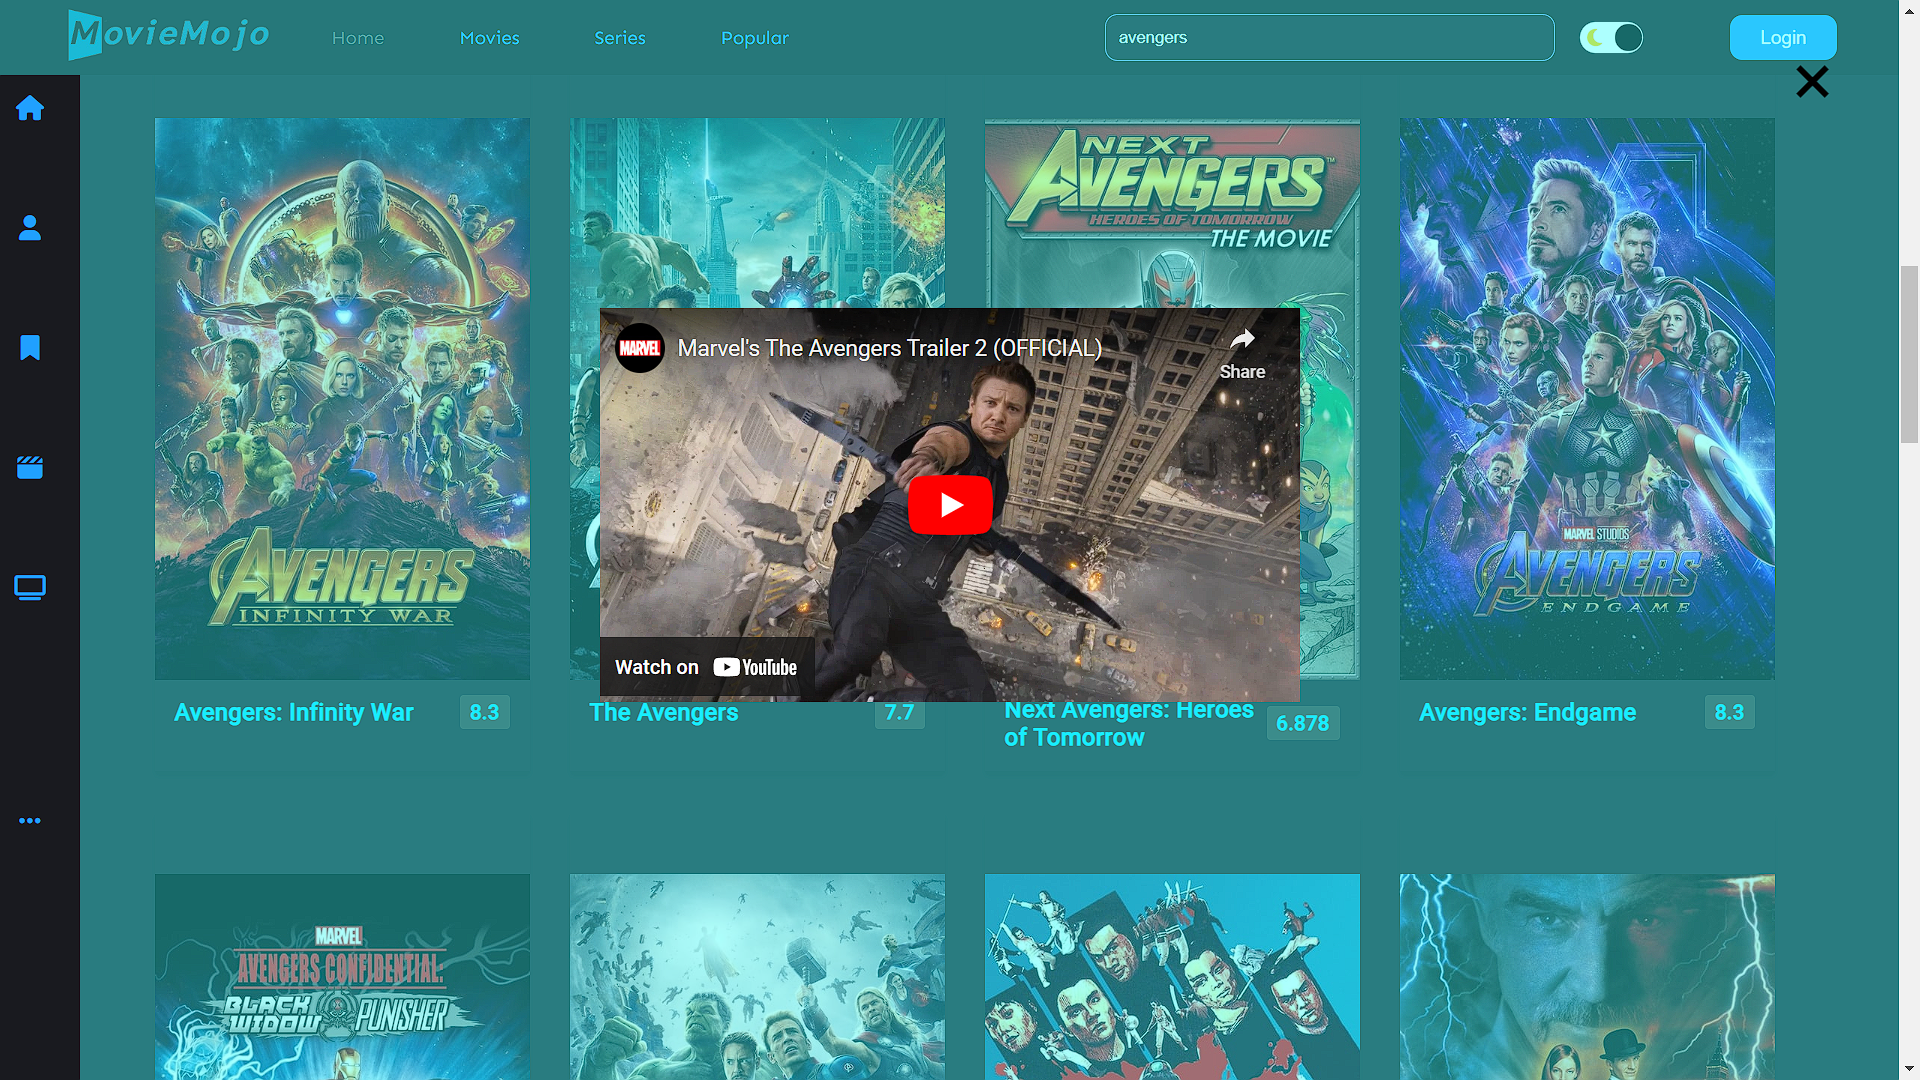 MovieMojo
Home
Movies
Series
Popular
avengers
Login
AVENGERS
INFINITY WAR
NEXT
AVENGERS
HEROES OF TOMORROW
THE MOVIE
MARVEL STUDIOS
AVENGERS
ENDGAME
MARVEL
Marvel's The Avengers Trailer 2 (OFFICIAL)
Share
Watch on YouTube
Avengers: Infinity War
8.3
The Avengers
7.7
Next Avengers: Heroes
of Tomorrow
6.878
Avengers: Endgame
8.3
MARVEL
AVENGERS CONFIDENTIAL:
BLACK
WIDOW
PUNISHER